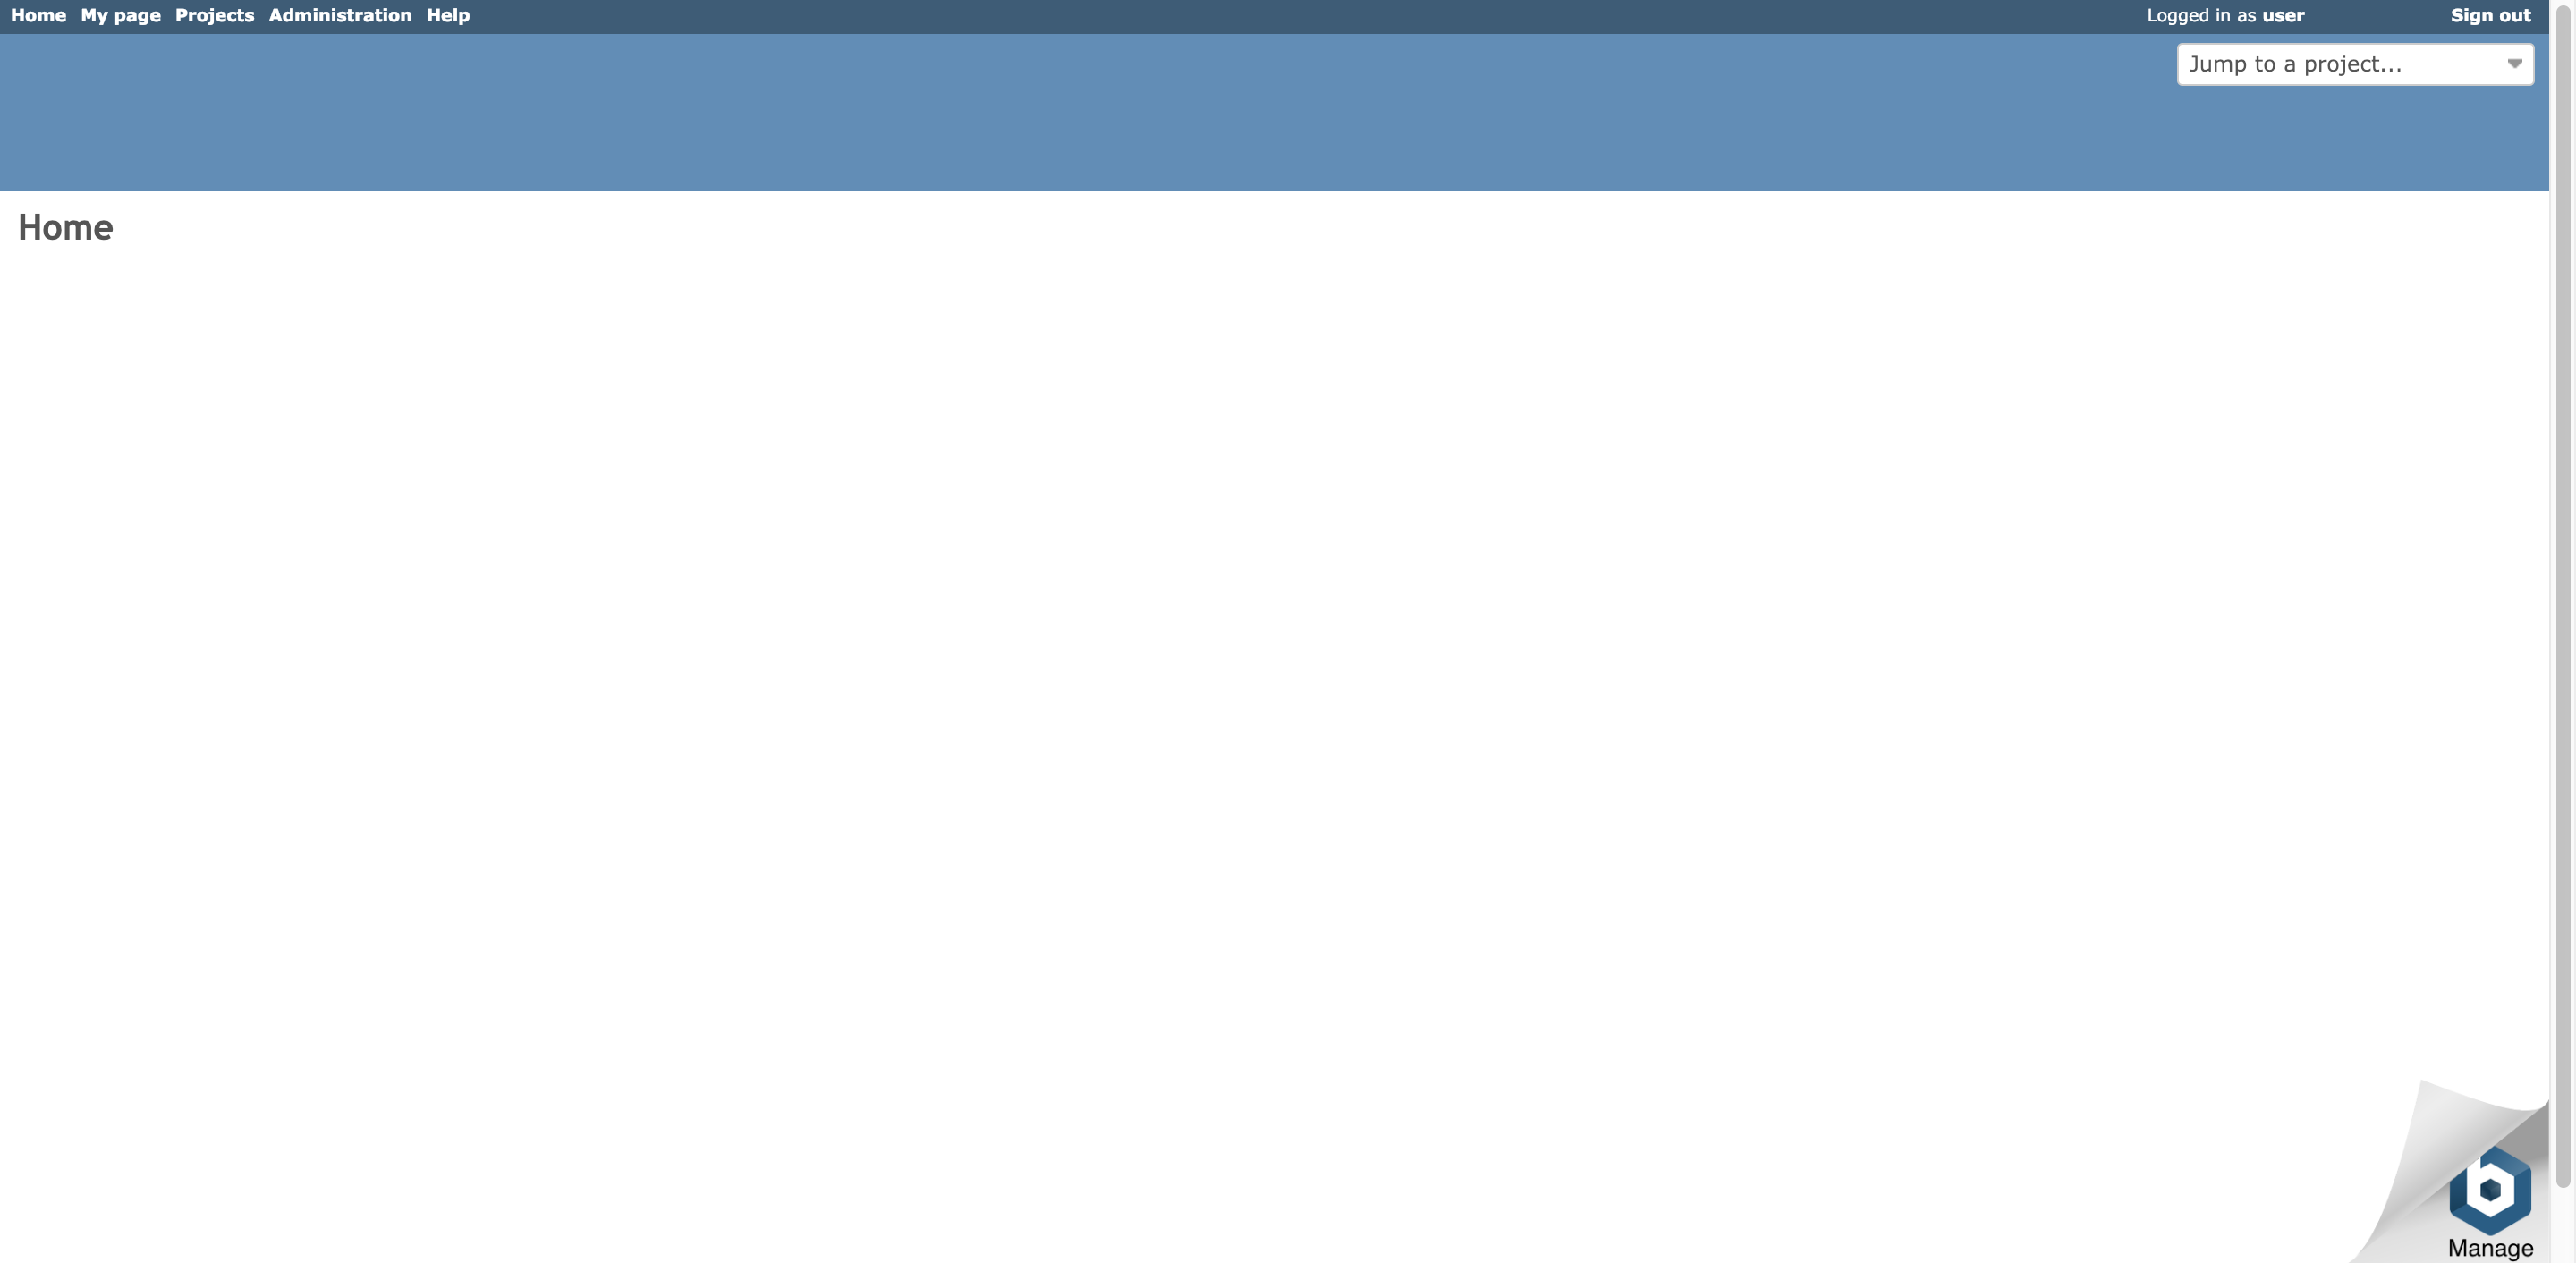 Home My page Projects Administration Help Logged in as user Sign out
Jump to a project...
Home
Manage